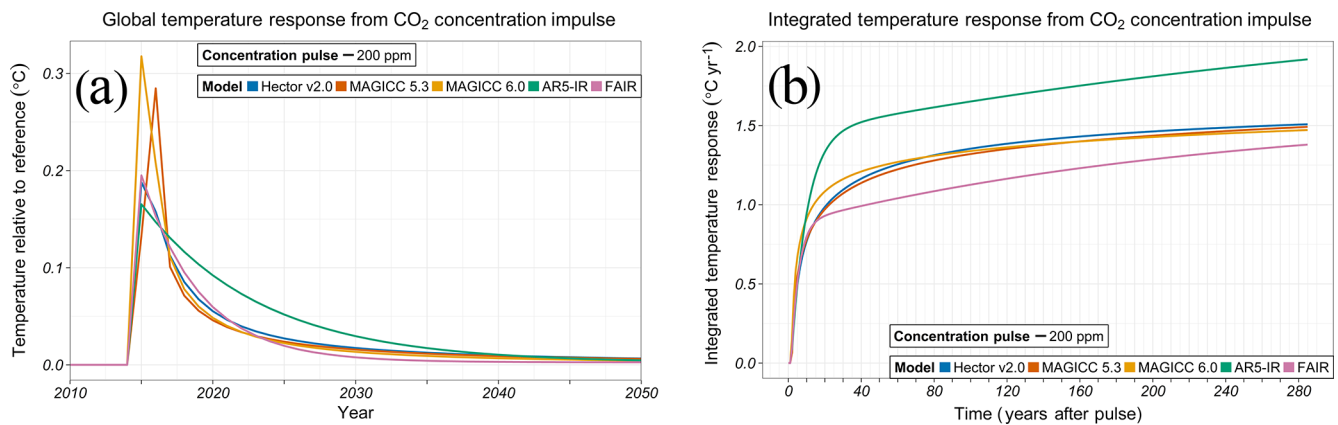 Global temperature response from CO₂ concentration impulse
(a)
Concentration pulse — 200 ppm
Model Hector v2.0 MAGICC 5.3 MAGICC 6.0 AR5-IR FAIR
Temperature relative to reference (°C)
0.3
0.2
0.1
0.0
2010 2020 2030 2040 2050
Year
Integrated temperature response from CO₂ concentration impulse
(b)
Integrated temperature response (°C yr⁻¹)
2.0
1.5
1.0
0.5
0.0
Concentration pulse — 200 ppm
Model Hector v2.0 MAGICC 5.3 MAGICC 6.0 AR5-IR FAIR
0 40 80 120 160 200 240 280
Time (years after pulse)